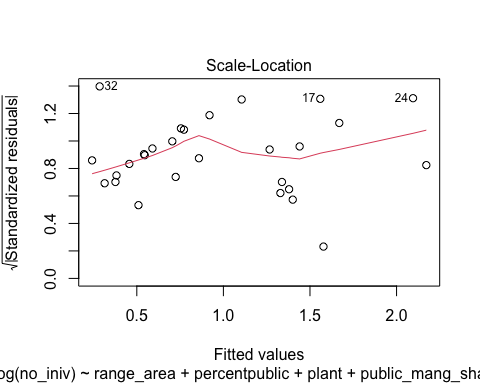 Scale-Location
√|Standardized residuals|
0.0 0.4 0.8 1.2
32
17
24
0.5 1.0 1.5 2.0
Fitted values
og(no_iniv) ~ range_area + percentpublic + plant + public_mang_sha